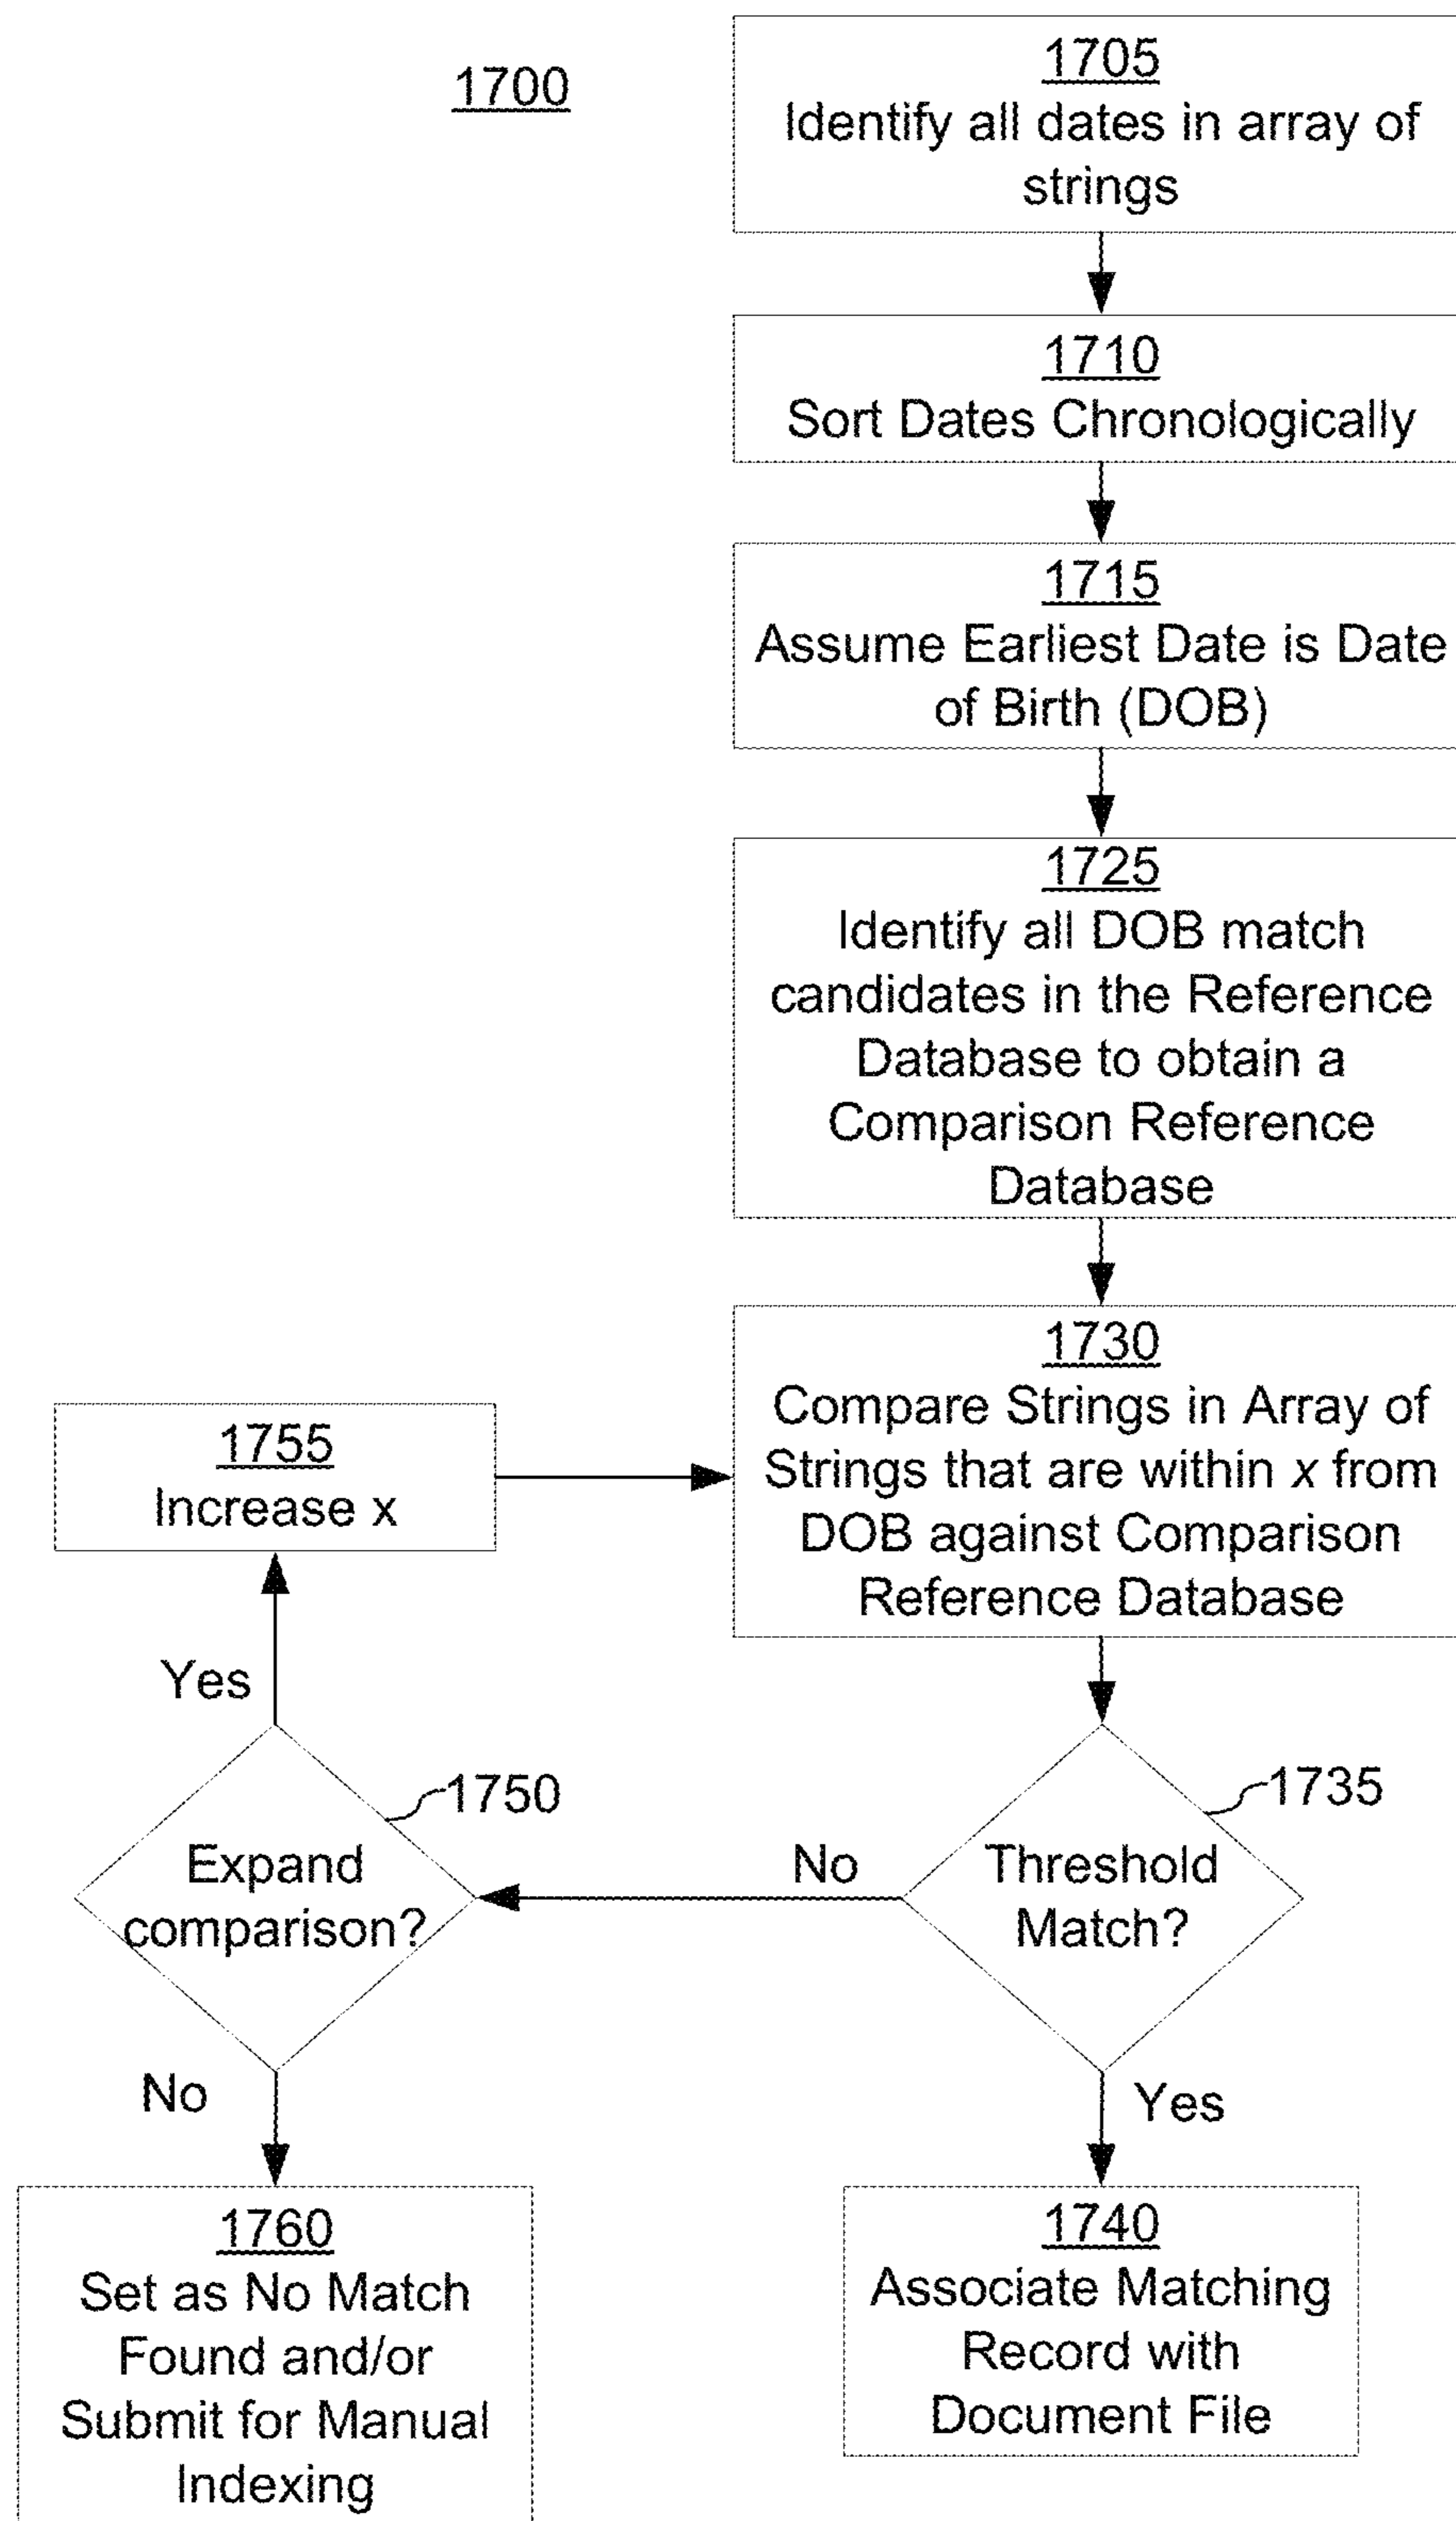 1700
1705
Identify all dates in array of
strings
1710
Sort Dates Chronologically
1715
Assume Earliest Date is Date
of Birth (DOB)
1725
Identify all DOB match
candidates in the Reference
Database to obtain a
Comparison Reference
Database
1730
Compare Strings in Array of
Strings that are within x from
DOB against Comparison
Reference Database
1755
Increase x
Yes
1750
Expand
comparison?
No
1735
Threshold
Match?
No
Yes
1760
Set as No Match
Found and/or
Submit for Manual
Indexing
1740
Associate Matching
Record with
Document File